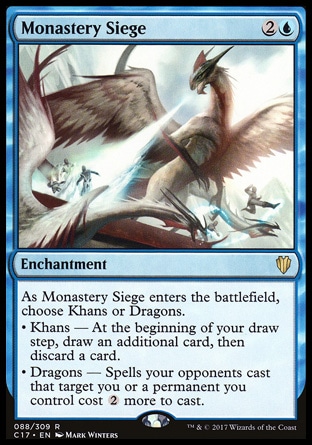 Monastery Siege 2
Enchantment
As Monastery Siege enters the battlefield,
choose Khans or Dragons.
• Khans — At the beginning of your draw
step, draw an additional card, then
discard a card.
• Dragons — Spells your opponents cast
that target you or a permanent you
control cost 2 more to cast.
088/309 R
C17 • EN Mark Winters
™ & © 2017 Wizards of the Coast